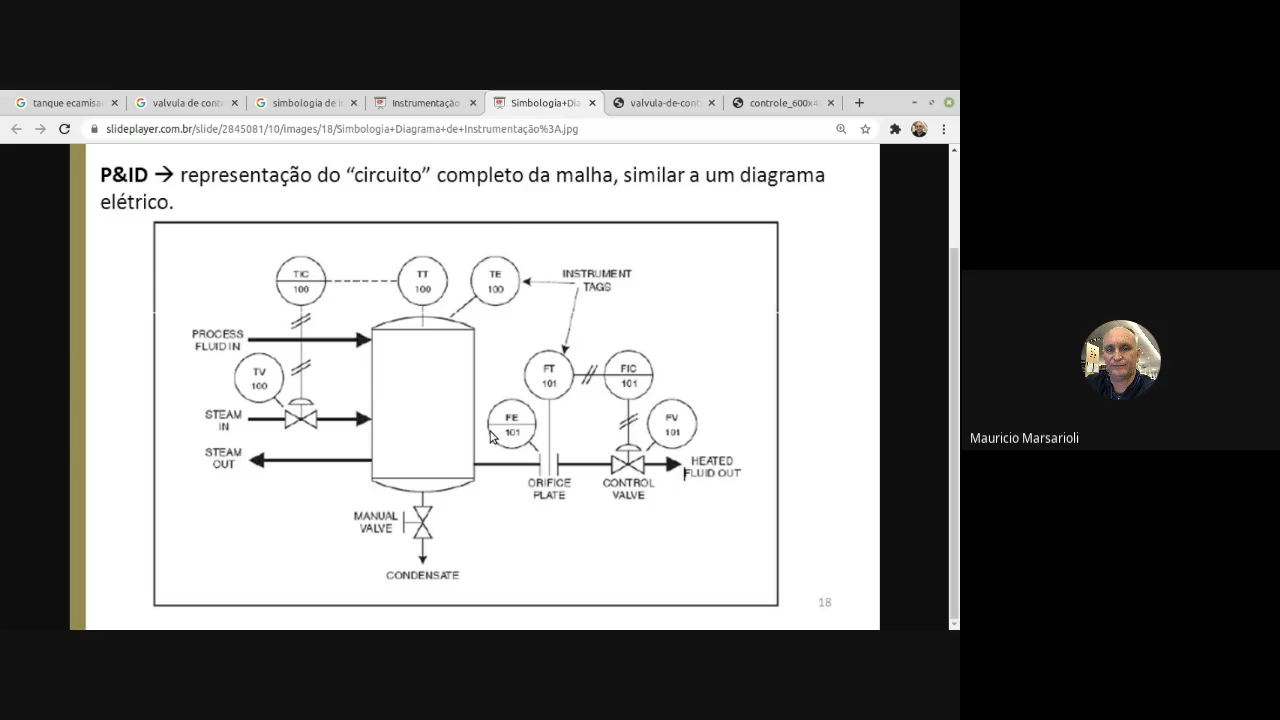 tanque ecamisa
valvula de cont
simbologia de i
Instrumentação
Simbologia+Dia
valvula-de-cont
controle_600x4
slideplayer.com.br/slide/2845081/10/images/18/Simbologia+Diagrama+de+Instrumentação%3A.jpg
P&ID → representação do “circuito” completo da malha, similar a um diagrama
elétrico.
TIC
100
TT
100
TE
100
INSTRUMENT
TAGS
PROCESS
FLUID IN
TV
100
FT
101
FIC
101
STEAM
IN
FE
101
FV
101
STEAM
OUT
HEATED
FLUID OUT
ORIFICE
PLATE
CONTROL
VALVE
MANUAL
VALVE
CONDENSATE
18
Mauricio Marsarioli